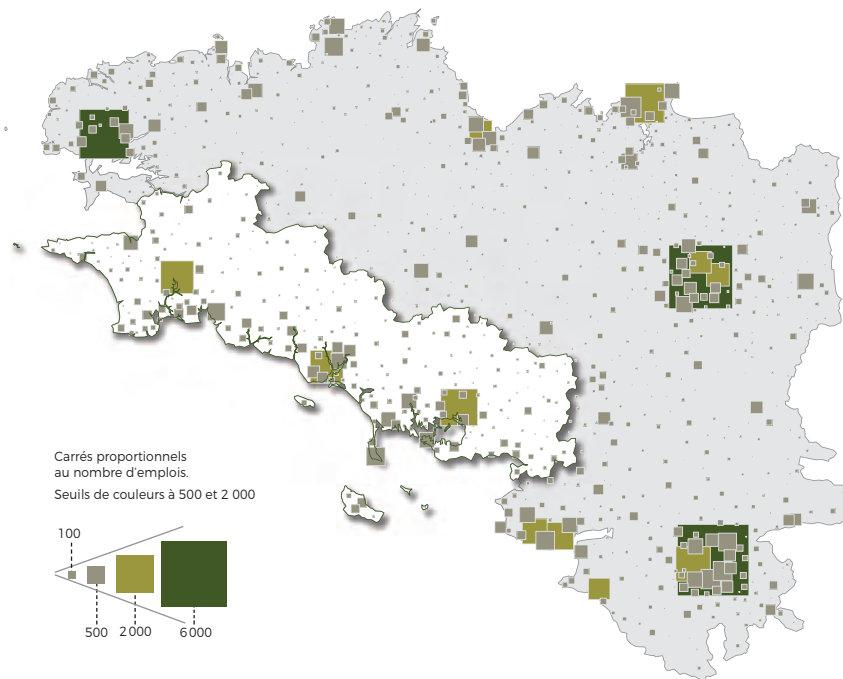 Carrés proportionnels
au nombre d'emplois.
Seuils de couleurs à 500 et 2 000
100
500
2 000
6 000